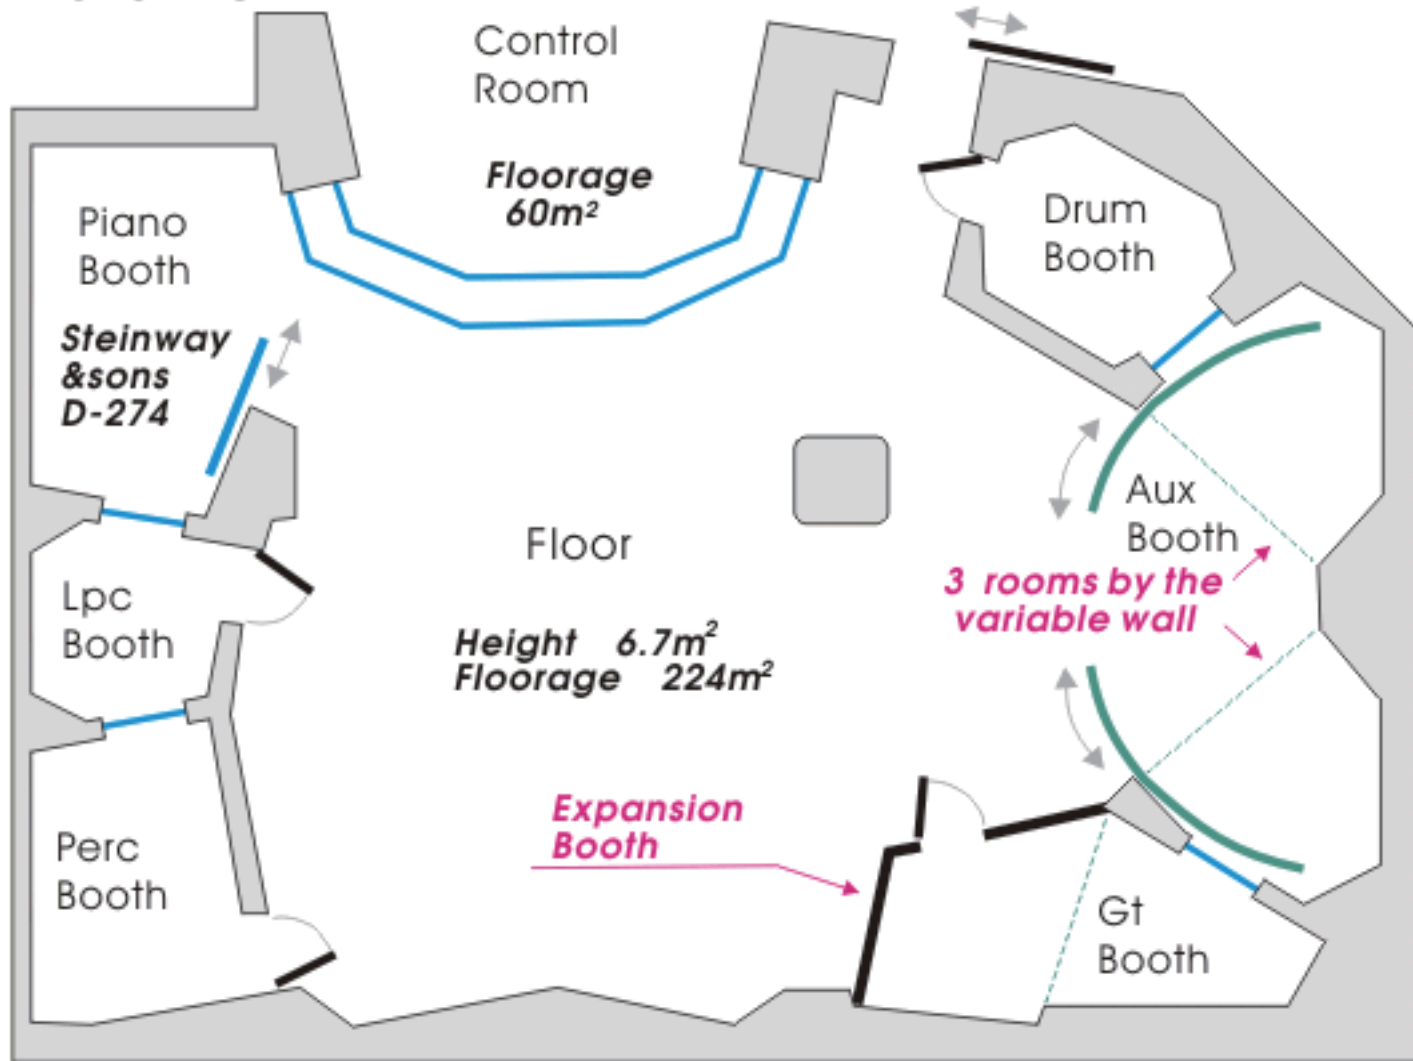 Control
Room
Floorage
60m²
Piano
Booth
Steinway
&sons
D-274
Drum
Booth
Aux
Booth
3 rooms by the
variable wall
Floor
Height 6.7m²
Floorage 224m²
Lpc
Booth
Expansion
Booth
Perc
Booth
Gt
Booth